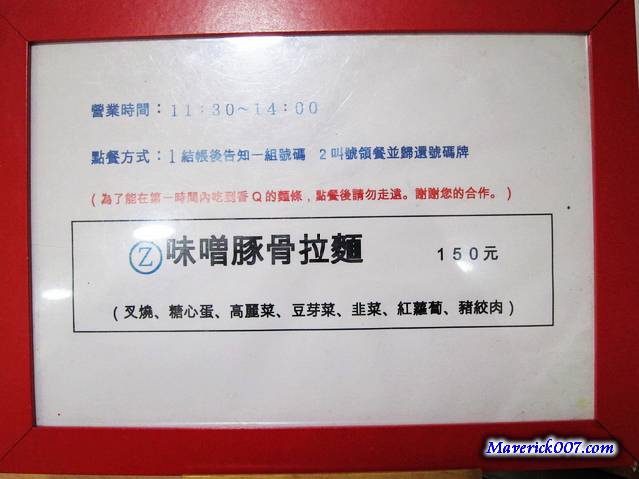 營業時間：11：30～14：00
點餐方式：1結帳後告知一組號碼 2叫號領餐並歸還號碼牌
（為了能在第一時間內吃到香Q的麵條，點餐後請勿走遠。謝謝您的合作。）
Ⓩ味噌豚骨拉麵 150元
（叉燒、糖心蛋、高麗菜、豆芽菜、韭菜、紅蘿蔔、豬絞肉）
Maverick007.com